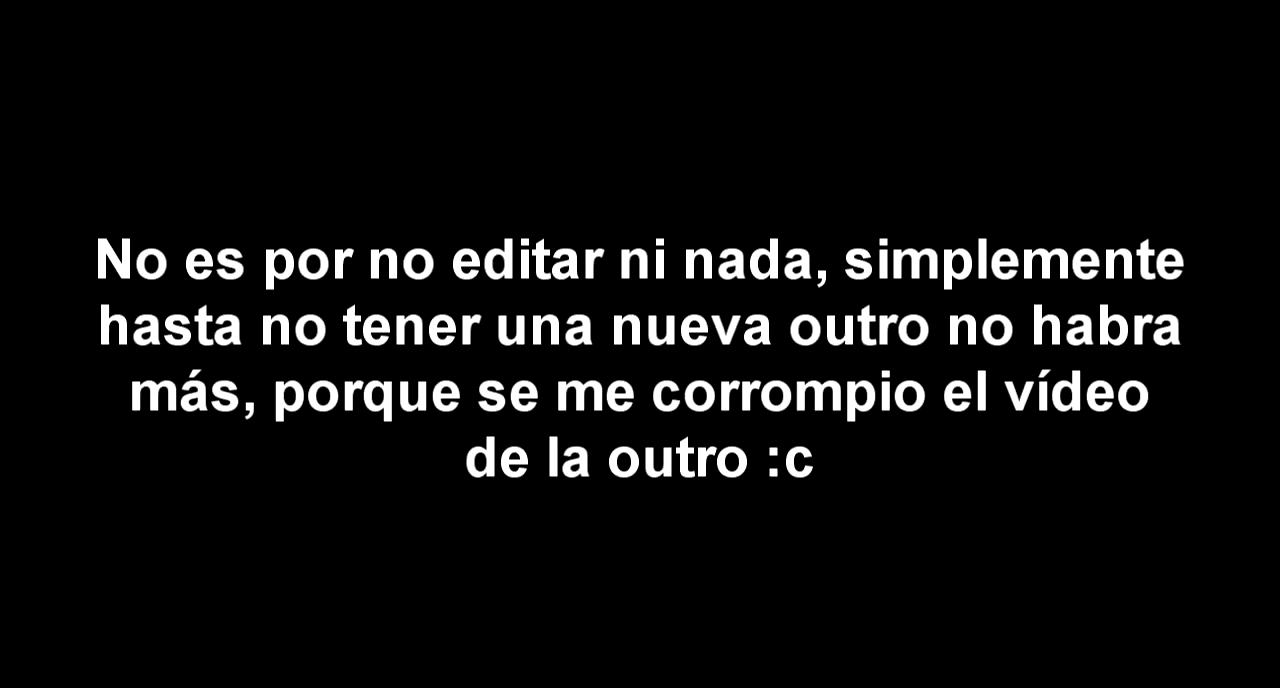 No es por no editar ni nada, simplemente
hasta no tener una nueva outro no habra
más, porque se me corrompio el vídeo
de la outro :c